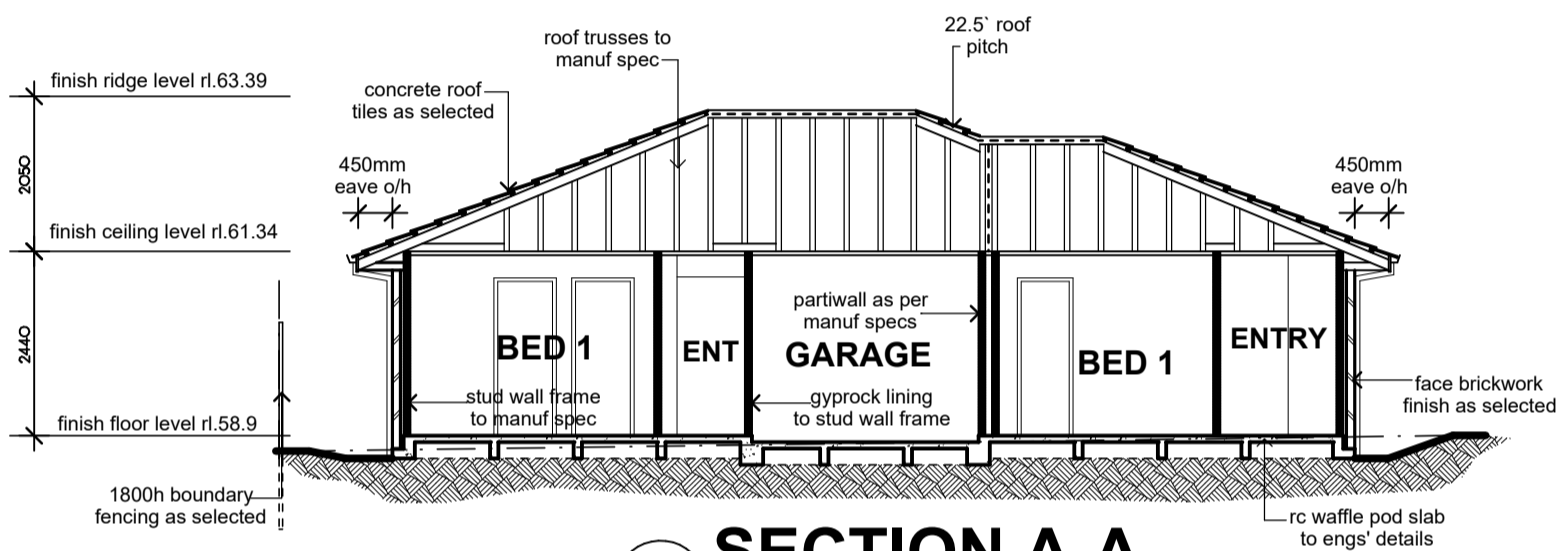 22.5` roof
pitch
roof trusses to
manuf spec
finish ridge level rl.63.39
concrete roof
tiles as selected
2050
450mm
eave o/h
450mm
eave o/h
finish ceiling level rl.61.34
2440
partiwall as per
manuf specs
BED 1
ENT
GARAGE
BED 1
ENTRY
stud wall frame
to manuf spec
gyprock lining
to stud wall frame
face brickwork
finish as selected
finish floor level rl.58.9
1800h boundary
fencing as selected
rc waffle pod slab
to engs' details
SECTION A-A